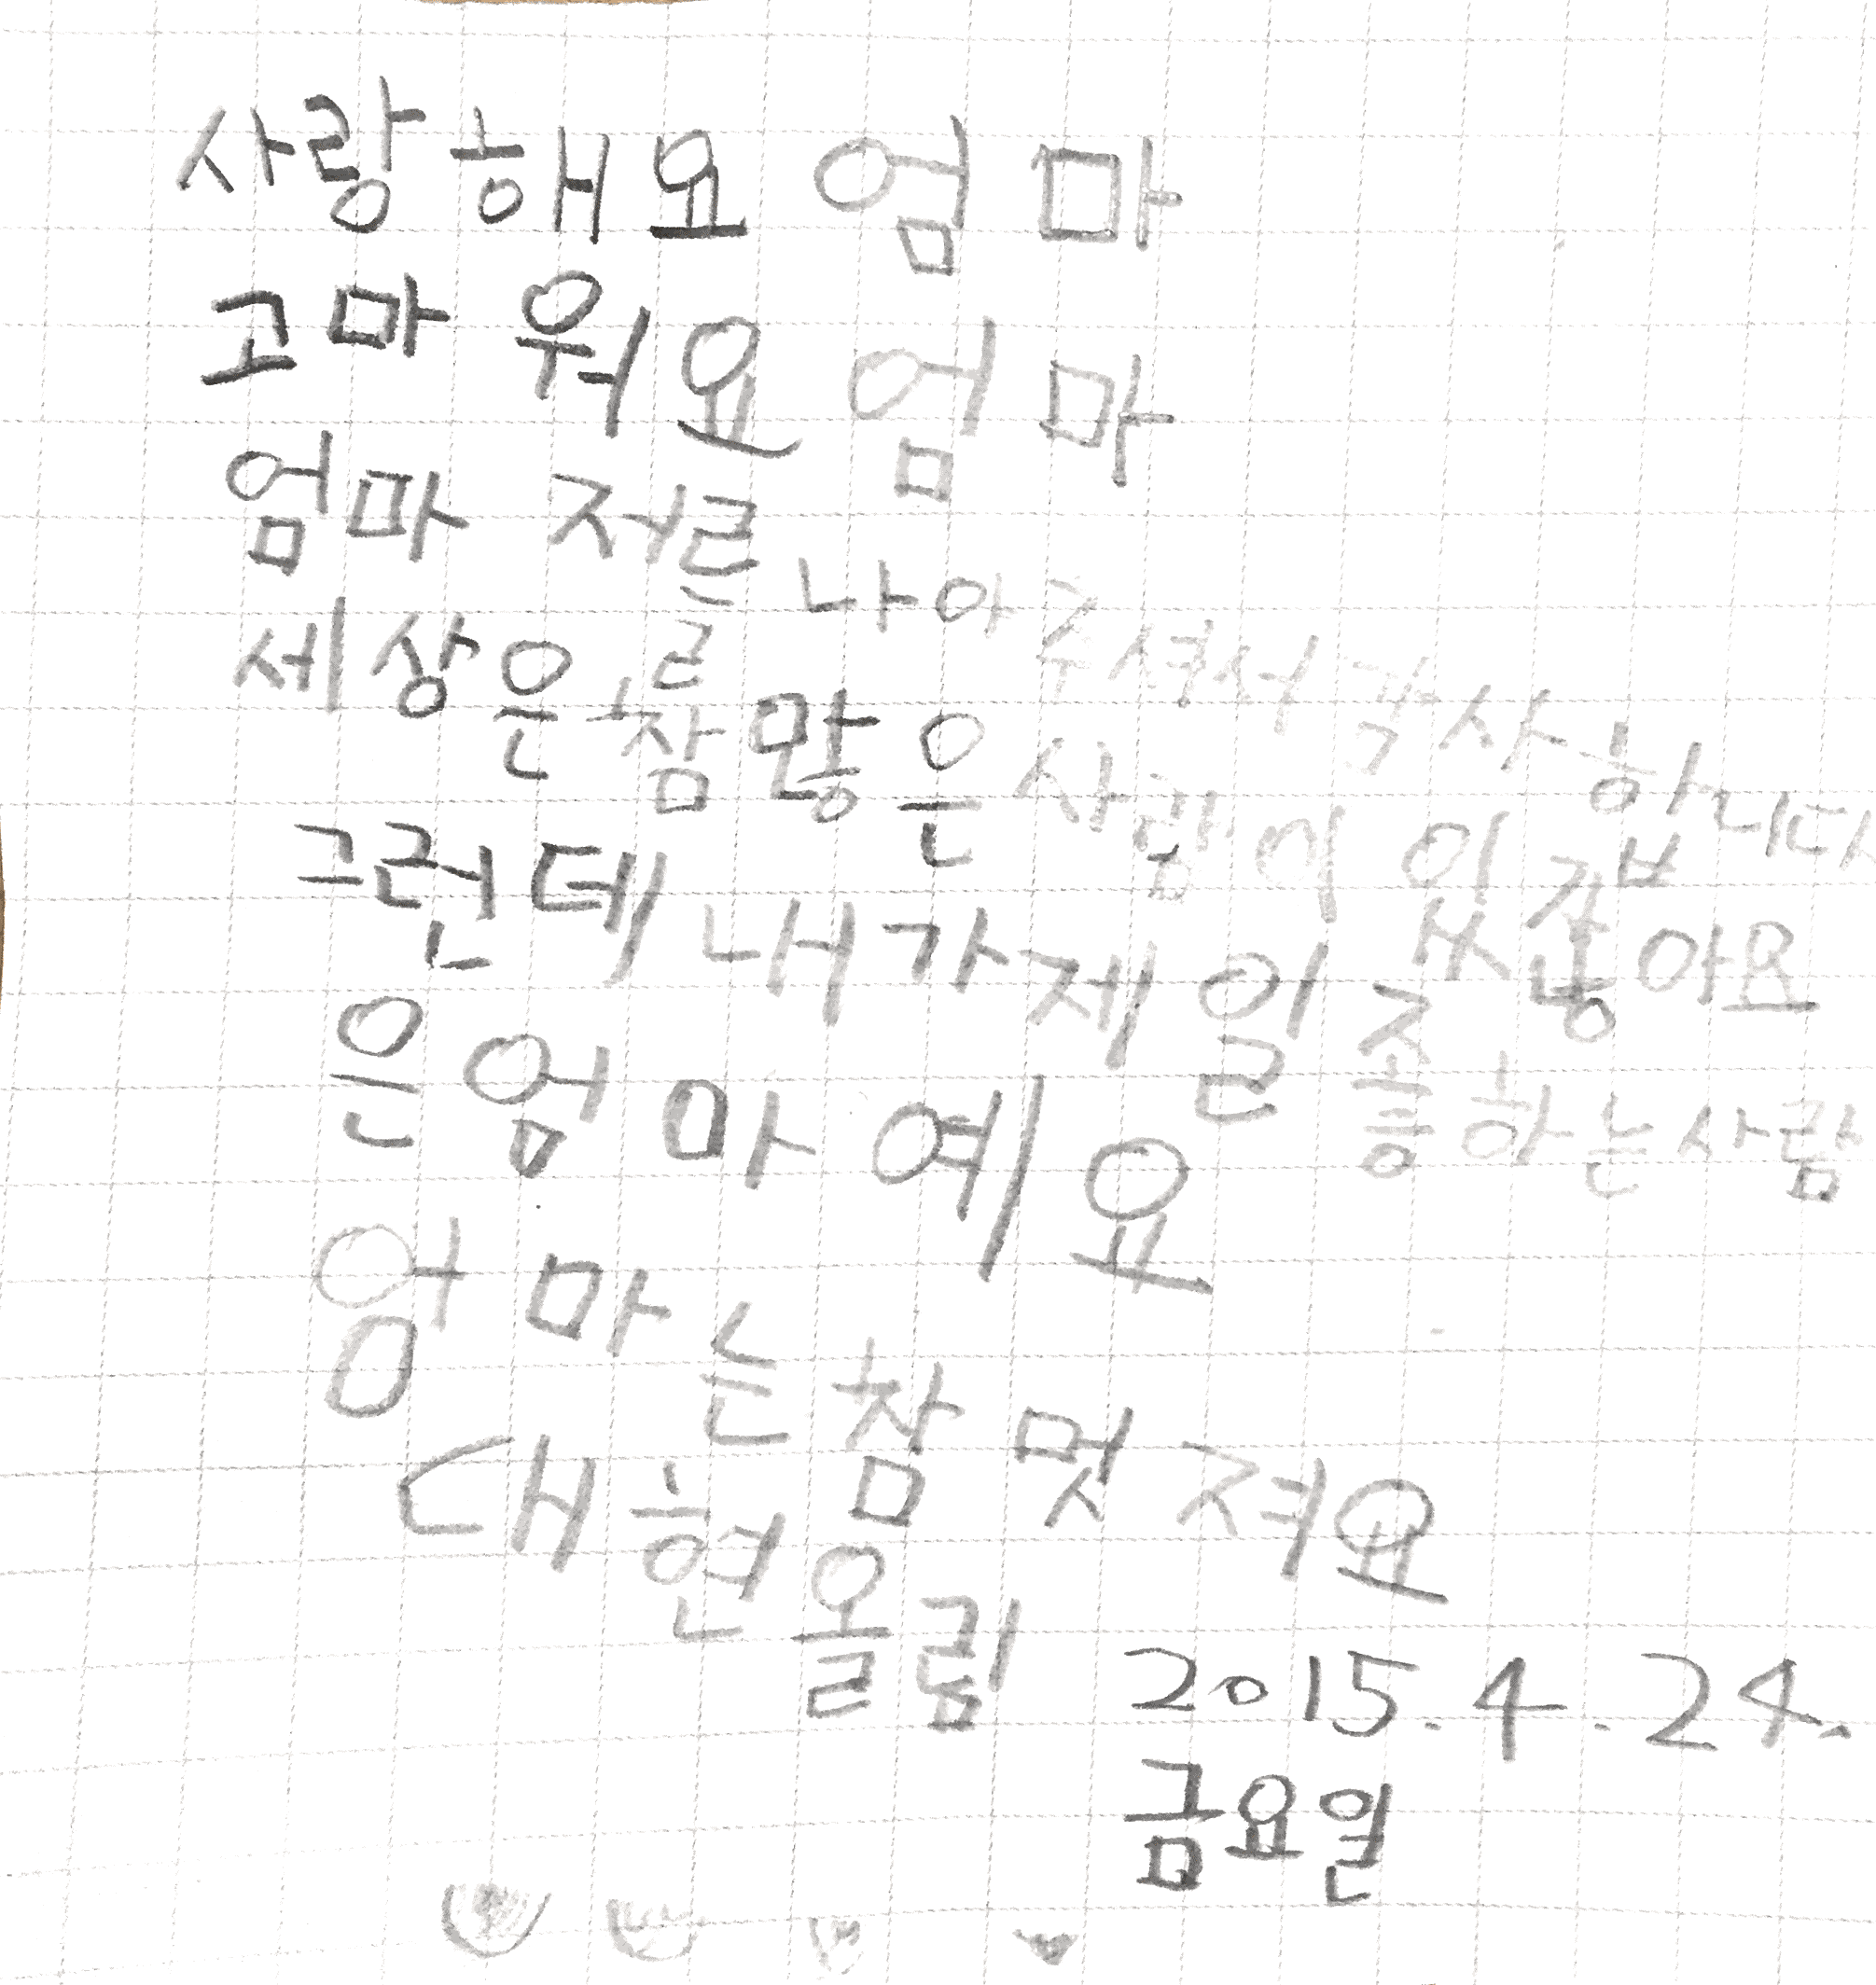 사랑해요 엄마
고마워요 엄마
엄마 저를 나아주셔서 감사합니다
세상은 참 많은 사람이 있갆아요
그런데 내가 제일 좋하는 사람
은 엄마예요
엉마는 참 멋져요
대현올림
2015.4.24.
금요일